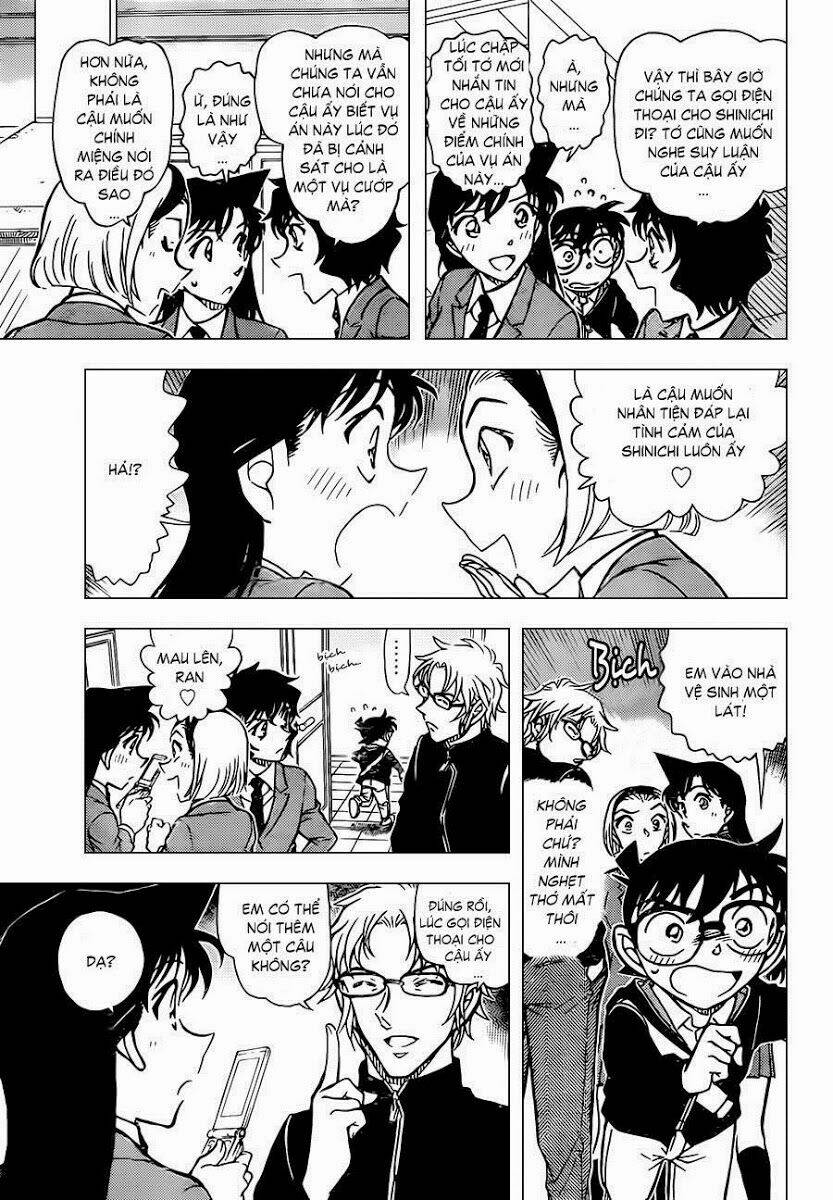 VẬY THÌ BÂY GIỜ
CHÚNG TA GỌI ĐIỆN
THOẠI CHO SHINICHI
ĐI? TỚ CŨNG MUỐN
NGHE SUY LUẬN
CỦA CẬU ẤY
...
À,
NHƯNG
MÀ
...
LÚC CHẬP
TỐI TỚ MỚI
NHẮN TIN
CHO CẬU ẤY
VỀ NHỮNG
ĐIỂM CHÍNH
CỦA VỤ ÁN
NÀY...
NHƯNG MÀ
CHÚNG TA VẪN
CHƯA NÓI CHO
CẬU ẤY BIẾT VỤ
ÁN NÀY LÚC ĐÓ
ĐÃ BỊ CẢNH
SÁT CHO LÀ
MỘT VỤ CƯỚP
MÀ?
Ừ, ĐÚNG
LÀ NHƯ
VẬY
...
HƠN NỮA,
KHÔNG
PHẢI LÀ
CẬU MUỐN
CHÍNH
MIỆNG NÓI
RA ĐIỀU ĐÓ
SAO
...
LÀ CẬU MUỐN
NHÂN TIỆN ĐÁP LẠI
TÌNH CẢM CỦA
SHINICHI LUÔN ẤY
♡
HẢ!?
EM VÀO NHÀ
VỆ SINH MỘT
LÁT!
BỊCH
KHÔNG
PHẢI
CHỨ?
MÌNH
NGHẸT
THỞ MẤT
THÔI
...
......
BỊCH
BỊCH
MAU LÊN,
RAN
♡
ĐÚNG RỒI,
LÚC GỌI ĐIỆN
THOẠI CHO
CẬU ẤY
...
EM CÓ THỂ
NÓI THÊM
MỘT CÂU
KHÔNG?
DẠ?